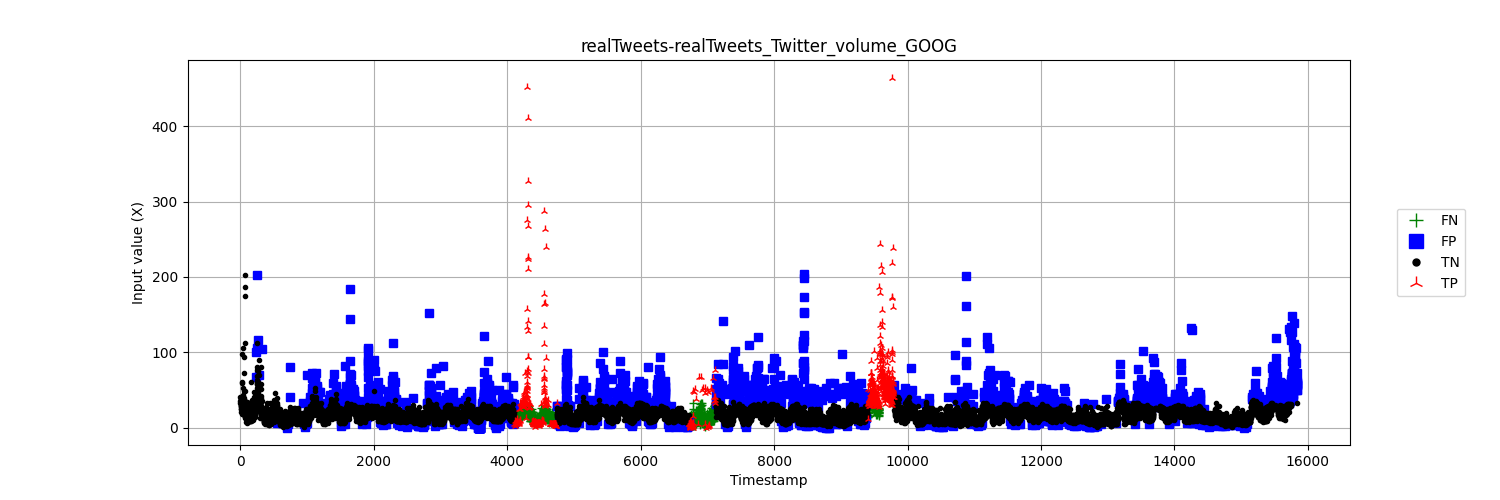 realTweets-realTweets_Twitter_volume_GOOG
Input value (X)
400
300
200
100
0
0
2000
4000
6000
8000
10000
12000
14000
16000
Timestamp
FN
FP
TN
TP